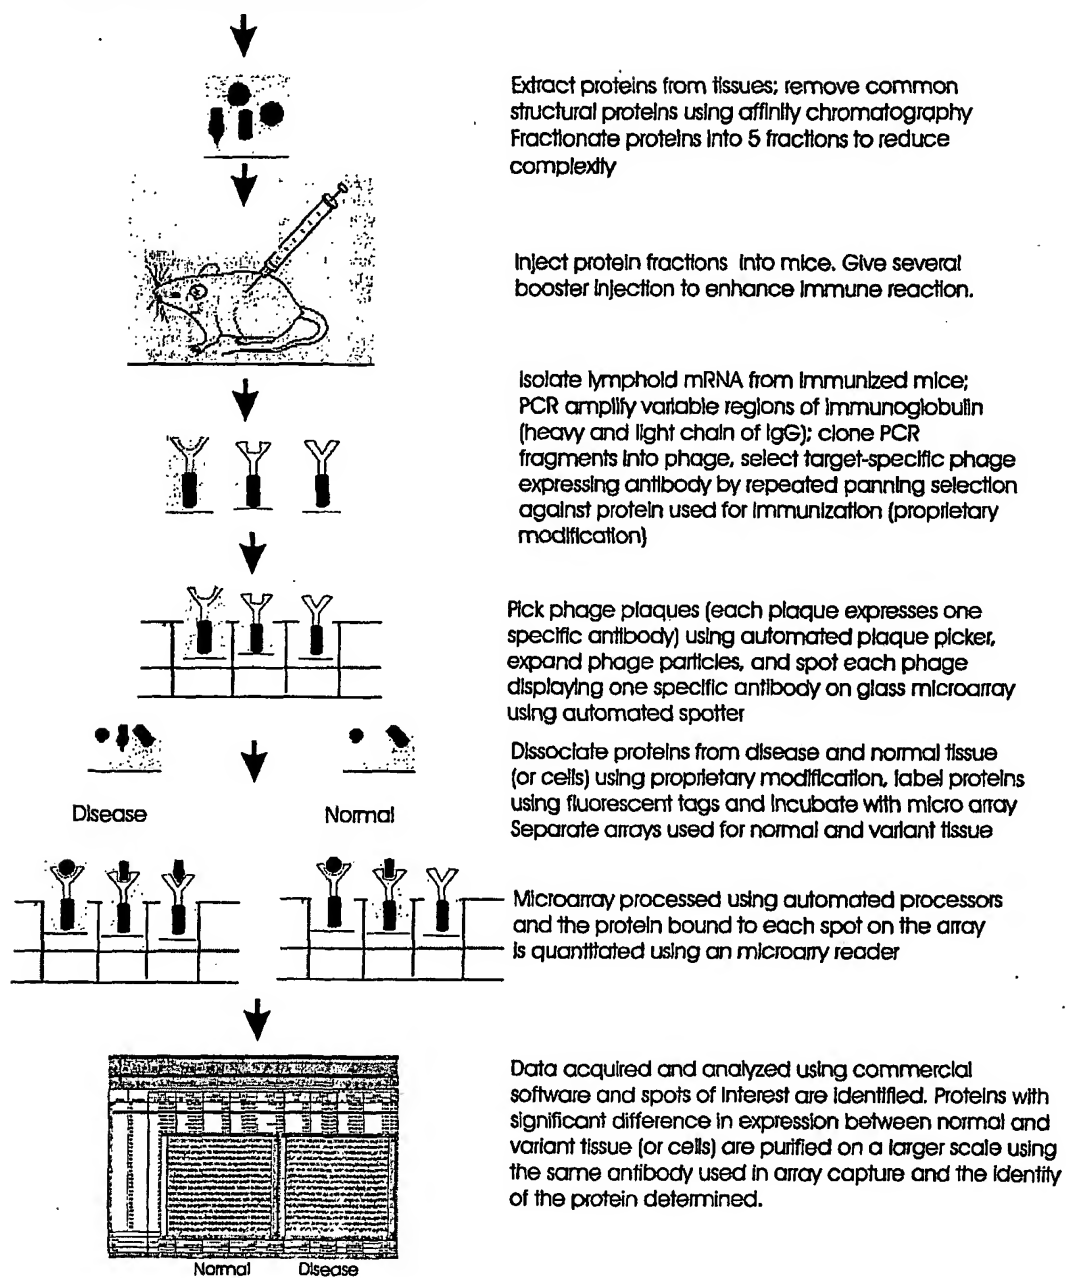 Extract proteins from tissues; remove common
structural proteins using affinity chromatography
Fractionate proteins into 5 fractions to reduce
complexity
Inject protein fractions into mice. Give several
booster injection to enhance immune reaction.
Isolate lymphoid mRNA from immunized mice;
PCR amplify variable regions of immunoglobulin
(heavy and light chain of IgG); clone PCR
fragments into phage, select target-specific phage
expressing antibody by repeated panning selection
against protein used for immunization (proprietary
modification)
Pick phage plaques (each plaque expresses one
specific antibody) using automated plaque picker,
expand phage particles, and spot each phage
displaying one specific antibody on glass microarray
using automated spotter
Dissociate proteins from disease and normal tissue
(or cells) using proprietary modification, label proteins
using fluorescent tags and incubate with micro array
Separate arrays used for normal and variant tissue
Disease
Normal
Microarray processed using automated processors
and the protein bound to each spot on the array
is quantitated using an microarry reader
Data acquired and analyzed using commercial
software and spots of interest are identified. Proteins with
significant difference in expression between normal and
variant tissue (or cells) are purified on a larger scale using
the same antibody used in array capture and the identity
of the protein determined.
Normal
Disease